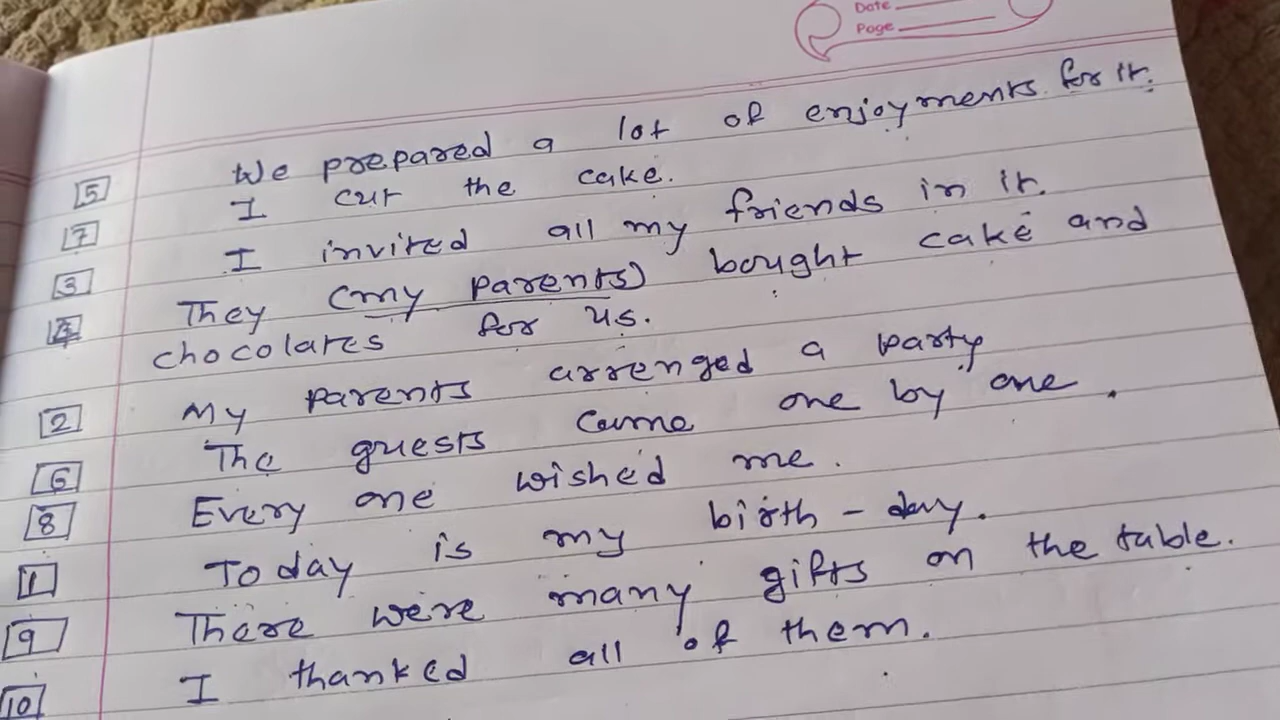 Date
Page
5 We prepared a lot of enjoyments for it.
7 I cut the cake.
3 I invited all my friends in it.
4 They (my parents) bought cake and
chocolates for us.
2 My parents arrenged a party
6 The guests came one by one.
8 Every one wished me.
1 Today is my birth-day.
9 There were many gifts on the table.
10 I thanked all of them.